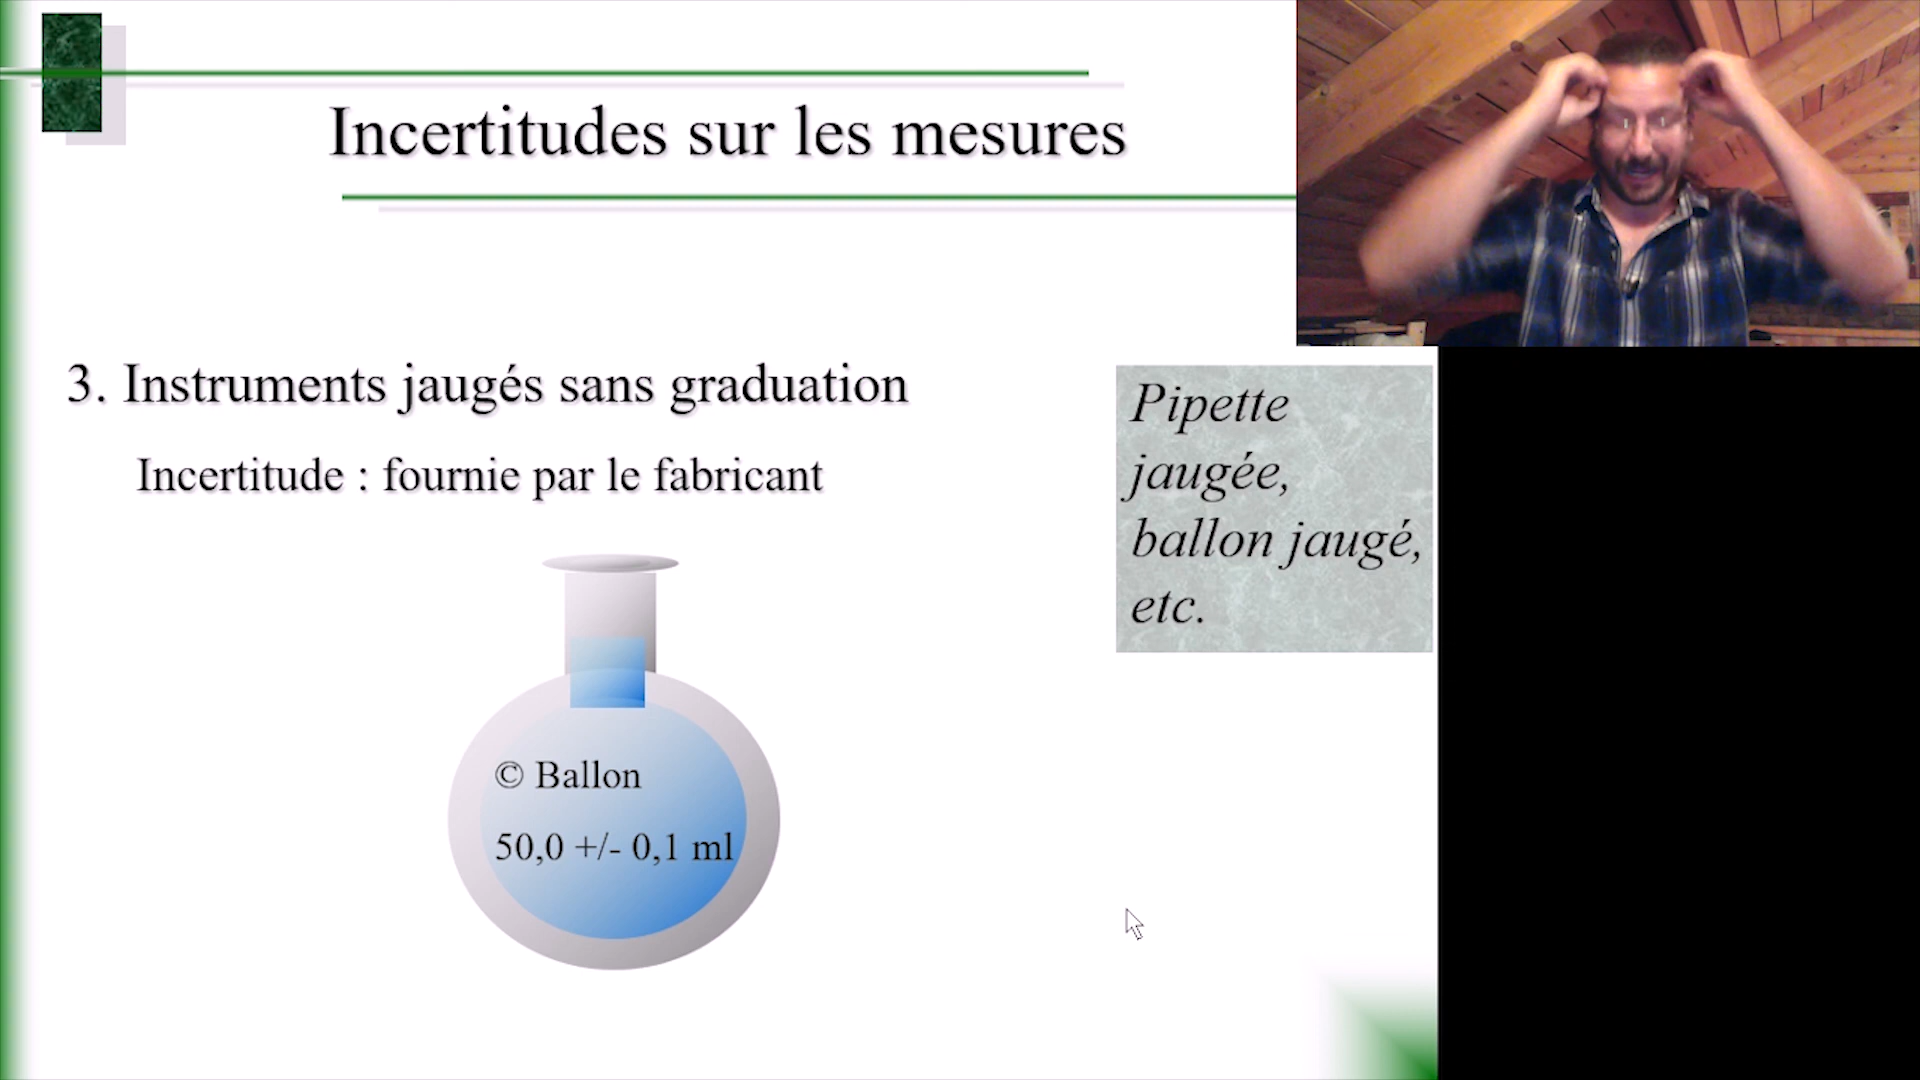 Incertitudes sur les mesures
3. Instruments jaugés sans graduation
Incertitude : fournie par le fabricant
Pipette
jaugée,
ballon jaugé,
etc.
© Ballon
50,0 +/- 0,1 ml